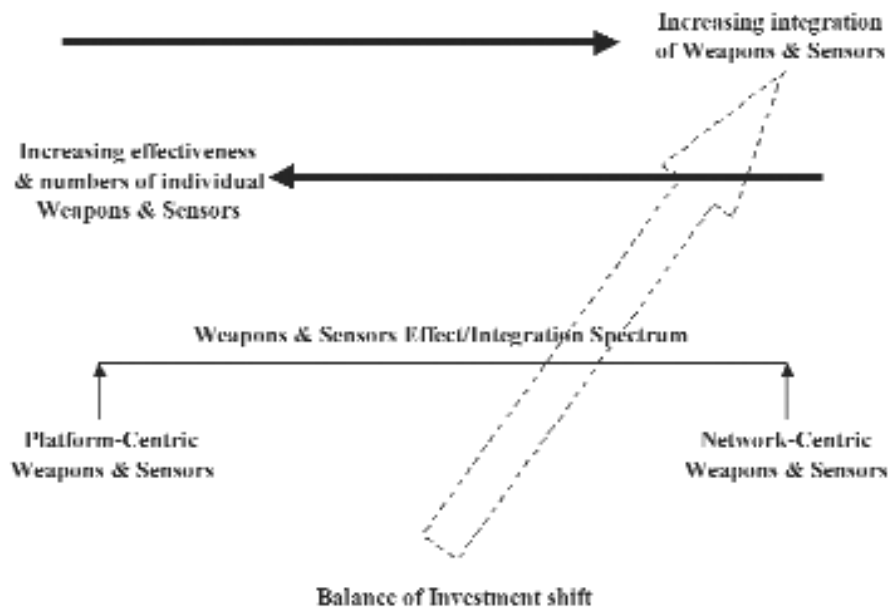 Increasing integration
of Weapons & Sensors
Increasing effectiveness
& numbers of individual
Weapons & Sensors
Weapons & Sensors Effect/Integration Spectrum
Platform-Centric
Weapons & Sensors
Network-Centric
Weapons & Sensors
Balance of Investment shift